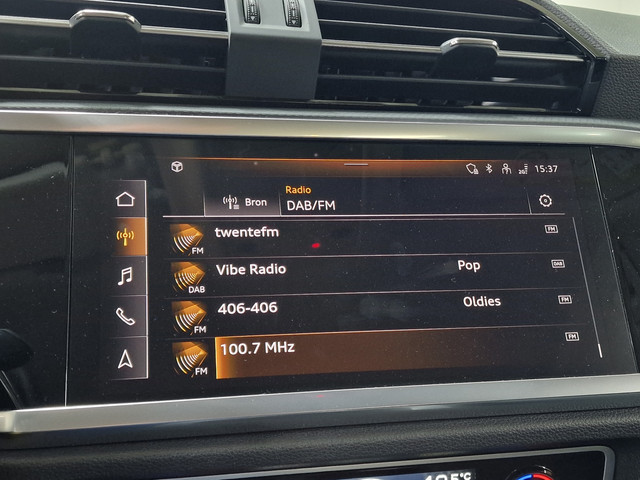 15:37
Radio
Bron
DAB/FM
twentefm
FM
FM
Vibe Radio
Pop
DAB
DAB
406-406
Oldies
FM
FM
100.7 MHz
FM
FM